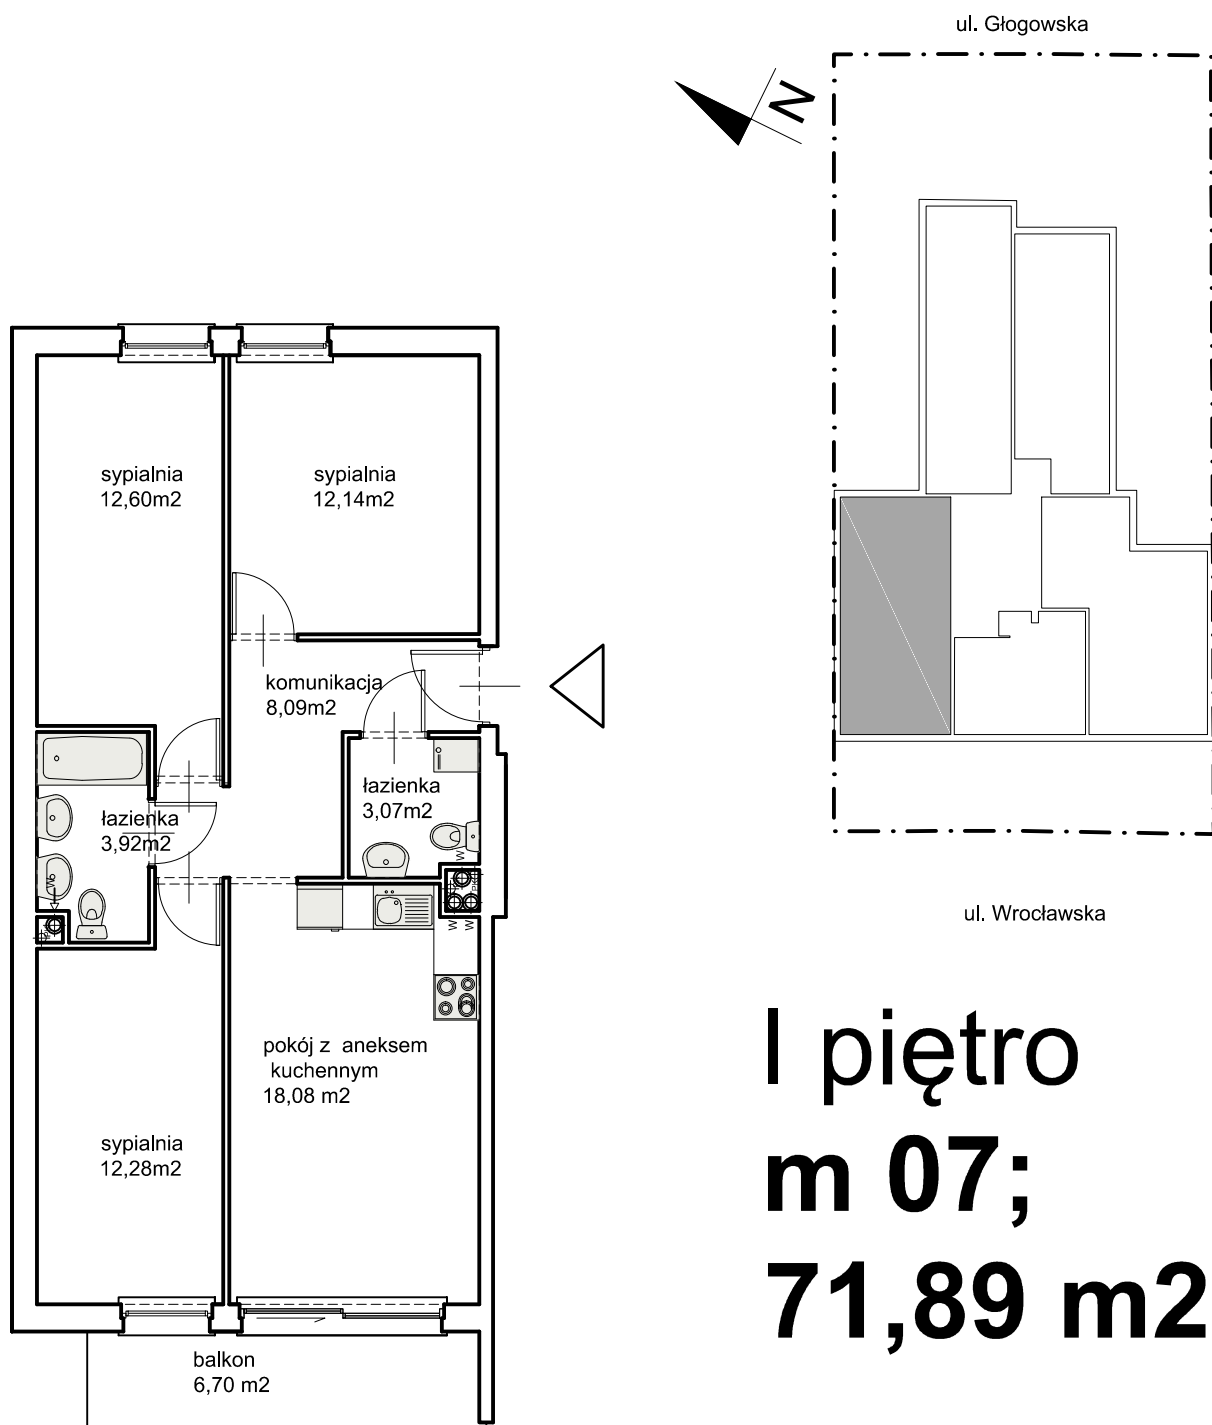 ul. Głogowska
N
sypialnia
12,60m2
sypialnia
12,14m2
komunikacja
8,09m2
łazienka
3,07m2
łazienka
3,92m2
W
W
W
W
ul. Wrocławska
pokój z aneksem
kuchennym
18,08 m2
sypialnia
12,28m2
balkon
6,70 m2
I piętro
m 07;
71,89 m2